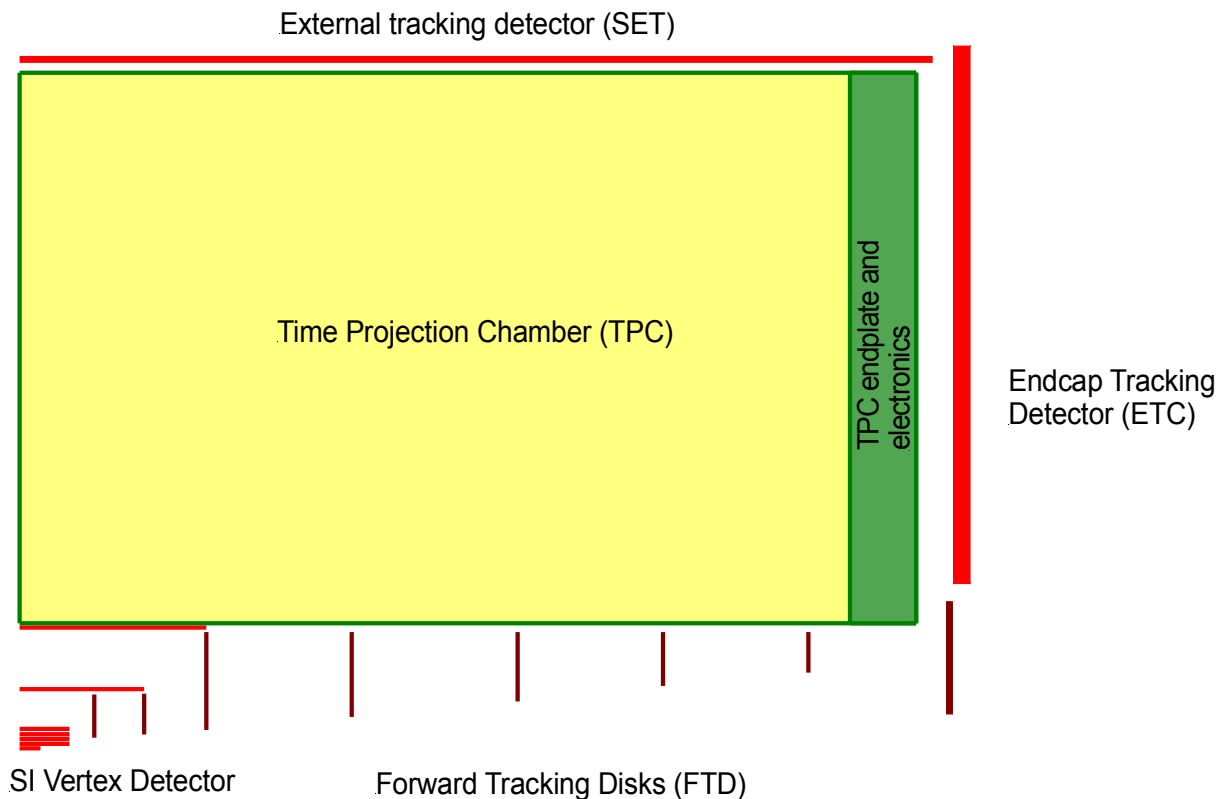 External tracking detector (SET)
Time Projection Chamber (TPC)
TPC endplate and
electronics
Endcap Tracking
Detector (ETC)
SI Vertex Detector
Forward Tracking Disks (FTD)